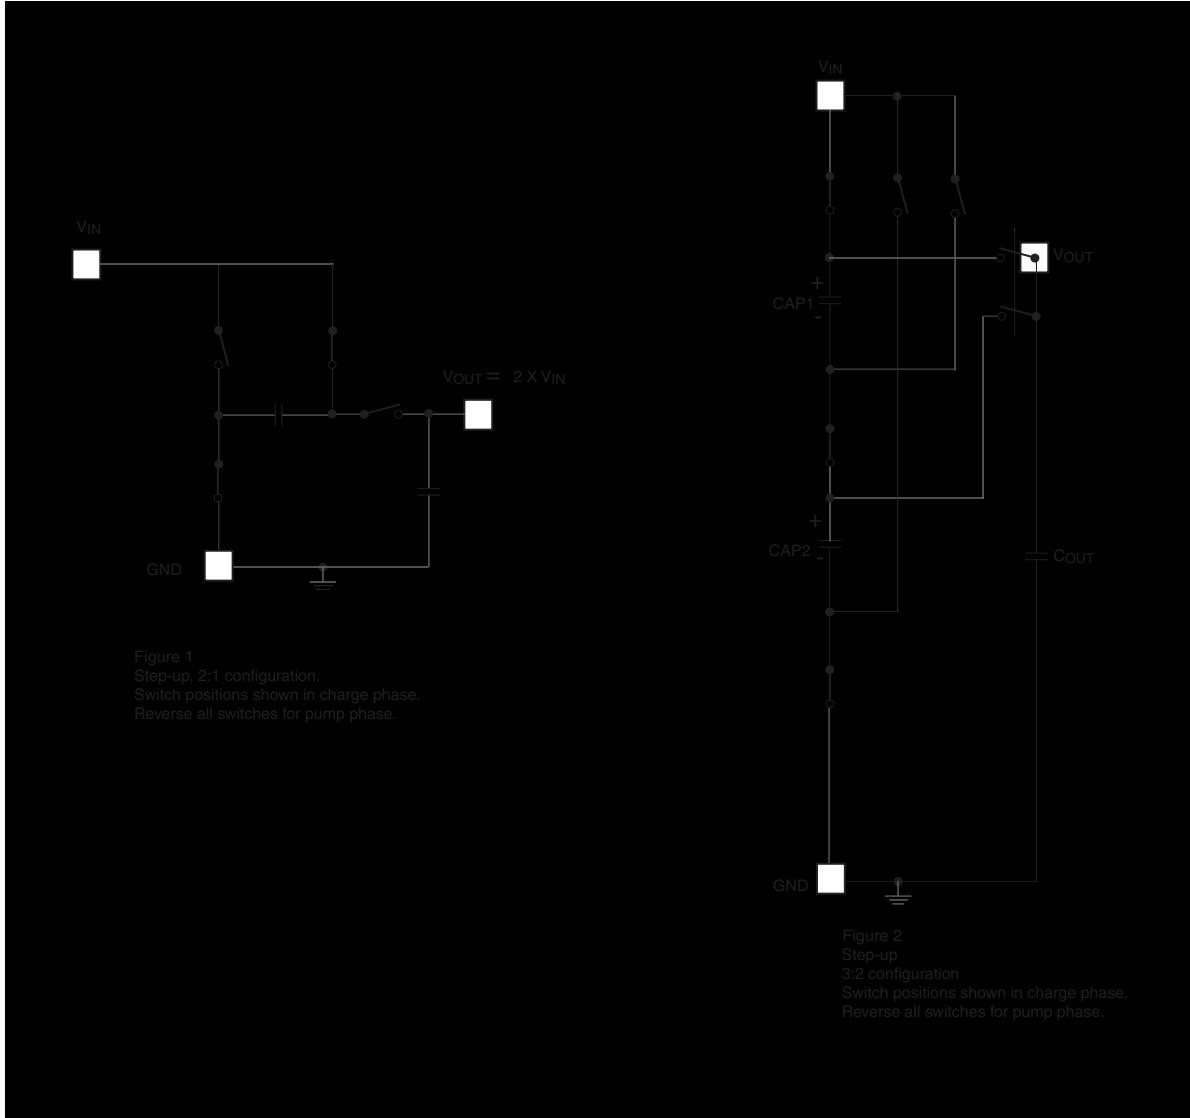 VIN
VOUT = 2 X VIN
GND
Figure 1
Step-up, 2:1 configuration.
Switch positions shown in charge phase.
Reverse all switches for pump phase.
VIN
VOUT
+
CAP1
-
+
CAP2
-
COUT
GND
Figure 2
Step-up
3:2 configuration
Switch positions shown in charge phase.
Reverse all switches for pump phase.